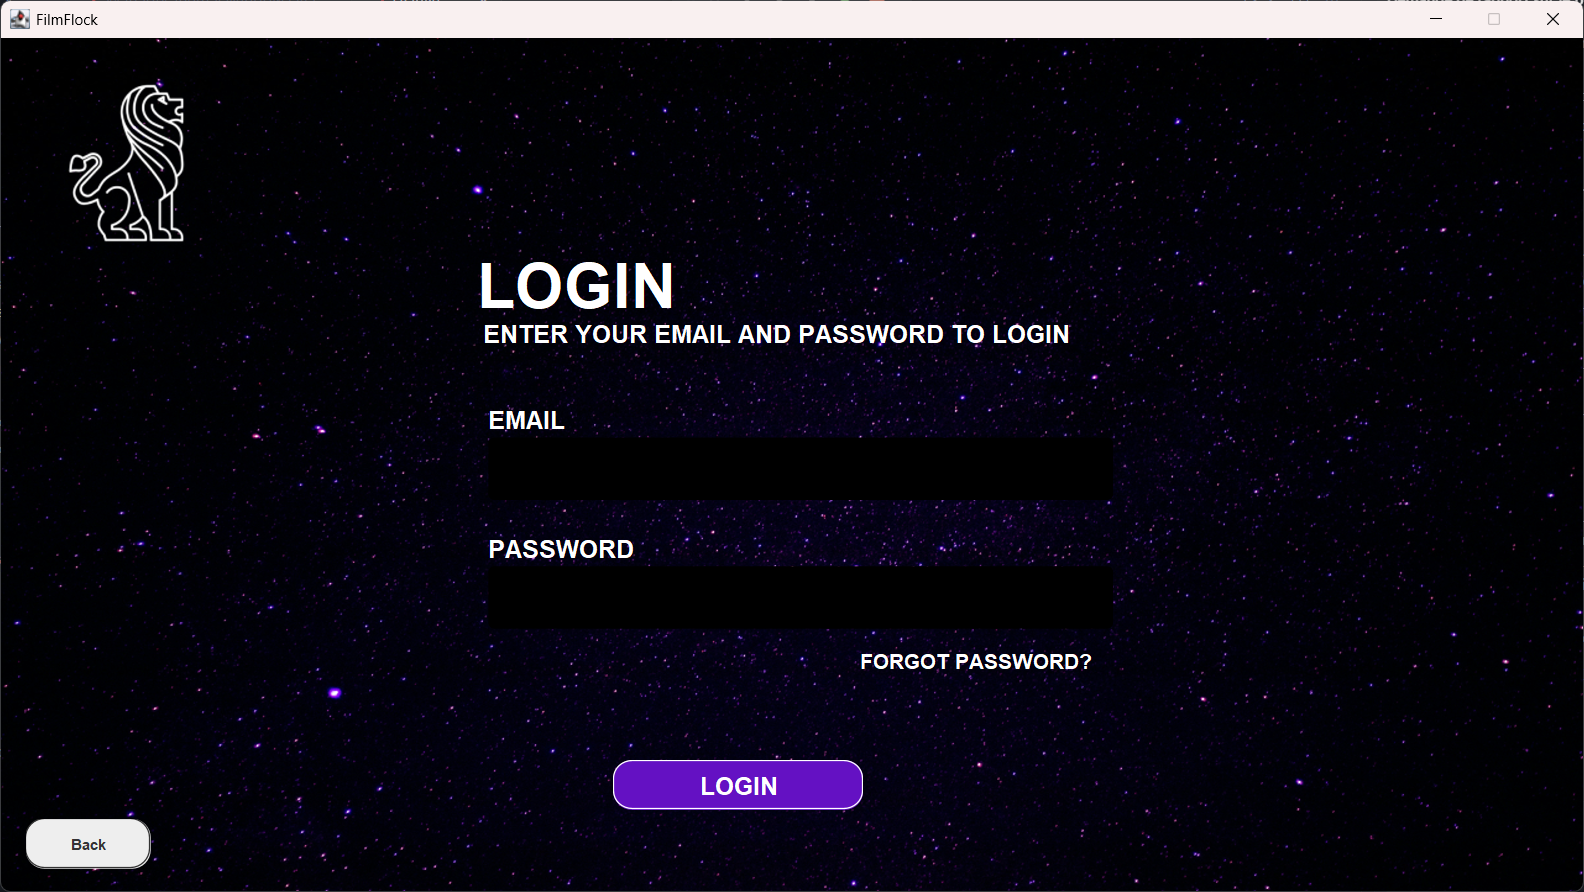 FilmFlock
LOGIN
ENTER YOUR EMAIL AND PASSWORD TO LOGIN
EMAIL
PASSWORD
FORGOT PASSWORD?
LOGIN
Back